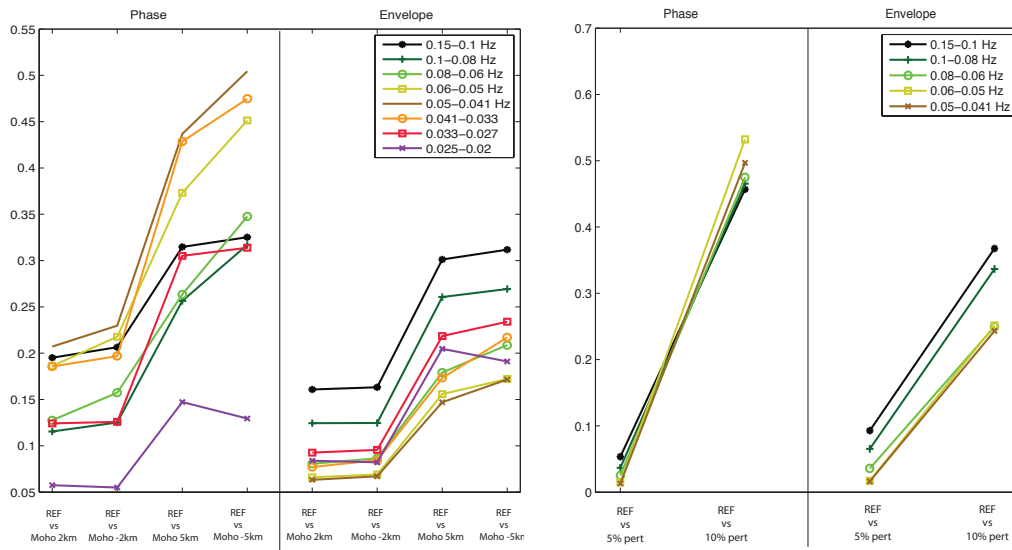 Phase Envelope
0.55
0.5
0.45
0.4
0.35
0.3
0.25
0.2
0.15
0.1
0.05
0.15−0.1 Hz
0.1−0.08 Hz
0.08−0.06 Hz
0.06−0.05 Hz
0.05−0.041 Hz
0.041−0.033
0.033−0.027
0.025−0.02
REF REF REF REF REF REF REF REF
vs vs vs vs vs vs vs vs
Moho 2km Moho -2km Moho 5km Moho -5km Moho 2km Moho -2km Moho 5km Moho -5km
Phase Envelope
0.7
0.6
0.5
0.4
0.3
0.2
0.1
0
0.15−0.1 Hz
0.1−0.08 Hz
0.08−0.06 Hz
0.06−0.05 Hz
0.05−0.041 Hz
REF REF REF REF
vs vs vs vs
5% pert 10% pert 5% pert 10% pert